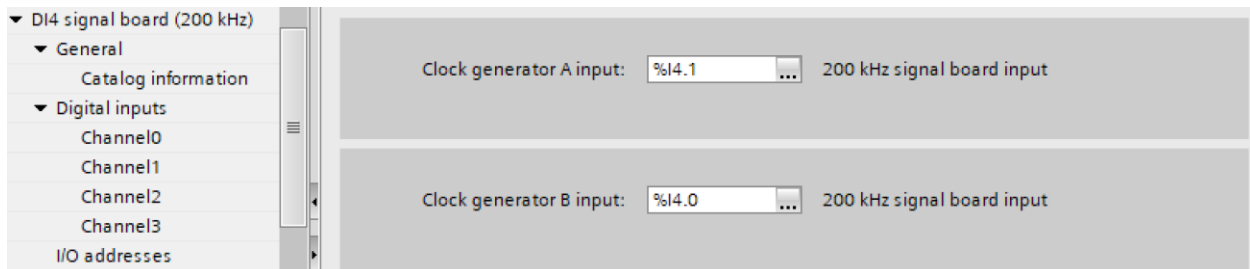 DI4 signal board (200 kHz)
General
Catalog information
Digital inputs
Channel0
Channel1
Channel2
Channel3
I/O addresses
Clock generator A input: %I4.1 ... 200 kHz signal board input
Clock generator B input: %I4.0 ... 200 kHz signal board input